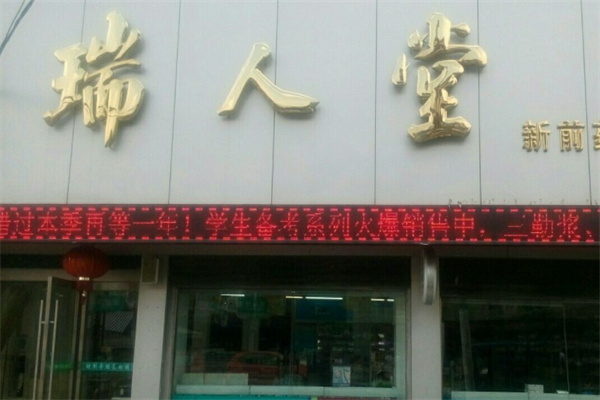 瑞人堂
新前药
错过本季再等一年！学生备考系列火爆销售中，三勒浆、